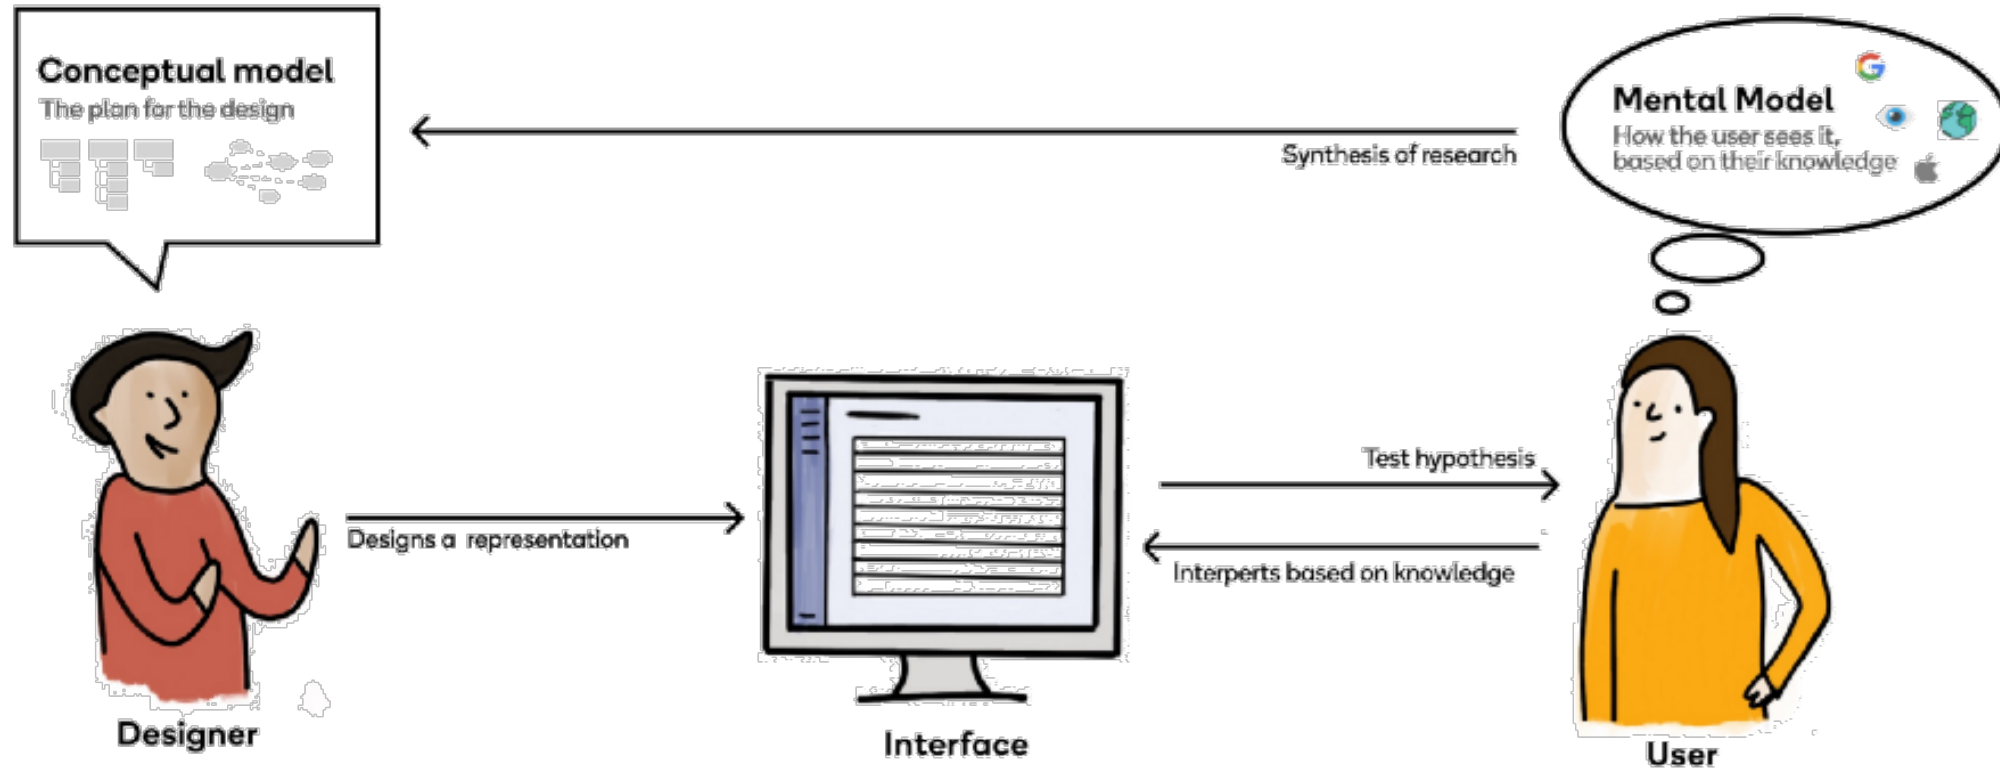 Conceptual model
The plan for the design
Synthesis of research
Mental Model
How the user sees it,
based on their knowledge
Designs a representation
Test hypothesis
Interperts based on knowledge
Designer
Interface
User